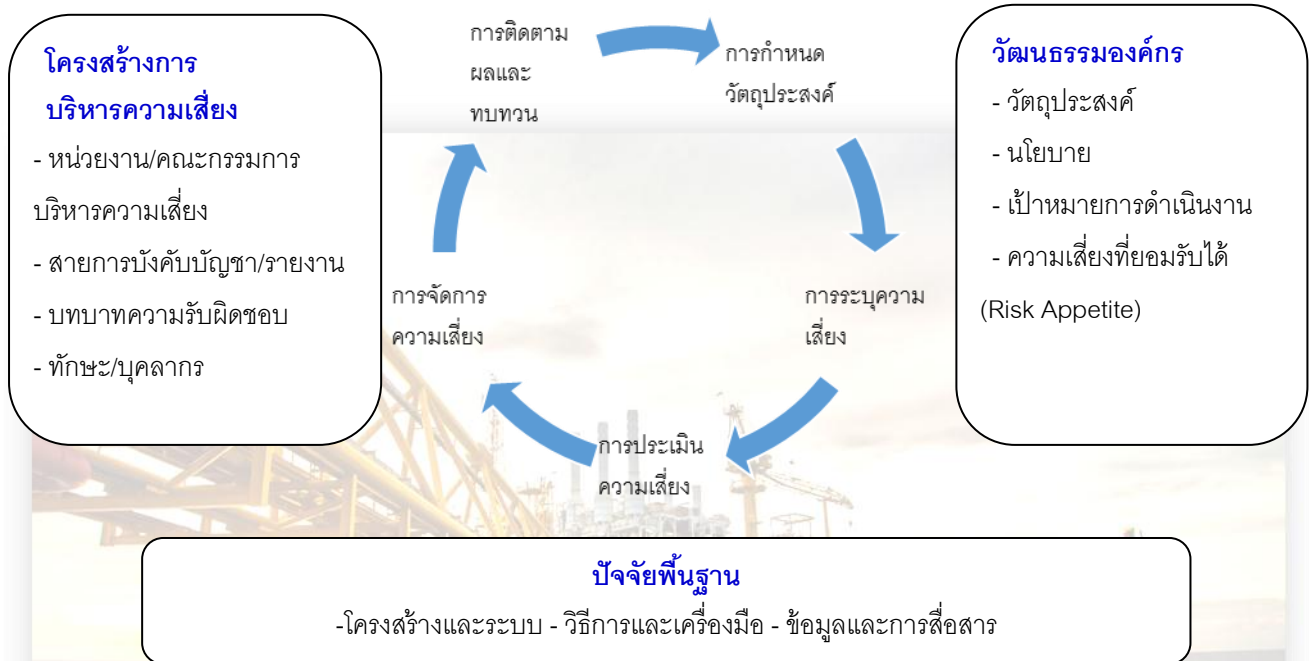 โครงสร้างการ
บริหารความเสี่ยง
- หน่วยงาน/คณะกรรมการ
บริหารความเสี่ยง
- สายการบังคับบัญชา/รายงาน
- บทบาทความรับผิดชอบ
- ทักษะ/บุคลากร
การติดตาม
ผลและ
ทบทวน
การกำหนด
วัตถุประสงค์
การระบุความ
เสี่ยง
การประเมิน
ความเสี่ยง
การจัดการ
ความเสี่ยง
วัฒนธรรมองค์กร
- วัตถุประสงค์
- นโยบาย
- เป้าหมายการดำเนินงาน
- ความเสี่ยงที่ยอมรับได้
(Risk Appetite)
ปัจจัยพื้นฐาน
-โครงสร้างและระบบ - วิธีการและเครื่องมือ - ข้อมูลและการสื่อสาร